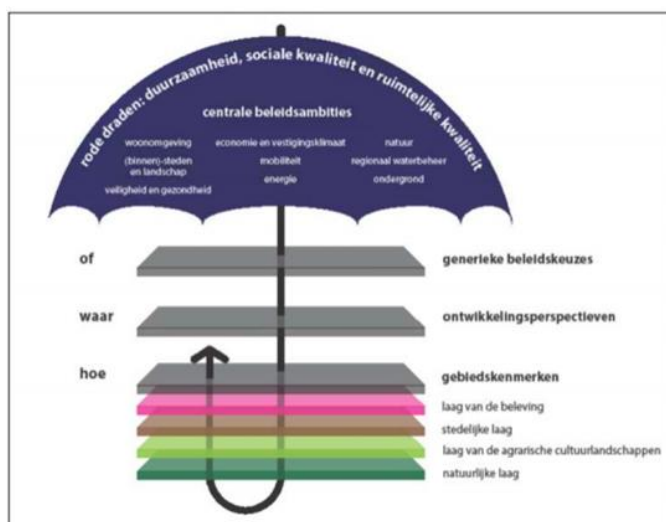 rode draden: duurzaamheid, sociale kwaliteit en ruimtelijke kwaliteit
centrale beleidsambities
woonomgeving
(binnen)-steden
en landschap
veiligheid en gezondheid
economie en vestigingsklimaat
mobiliteit
energie
natuur
regionaal waterbeheer
ondergrond
of
generieke beleidskeuzes
waar
ontwikkelingsperspectieven
hoe
gebiedskenmerken
laag van de beleving
stedelijke laag
laag van de agrarische cultuurlandschappen
natuurlijke laag